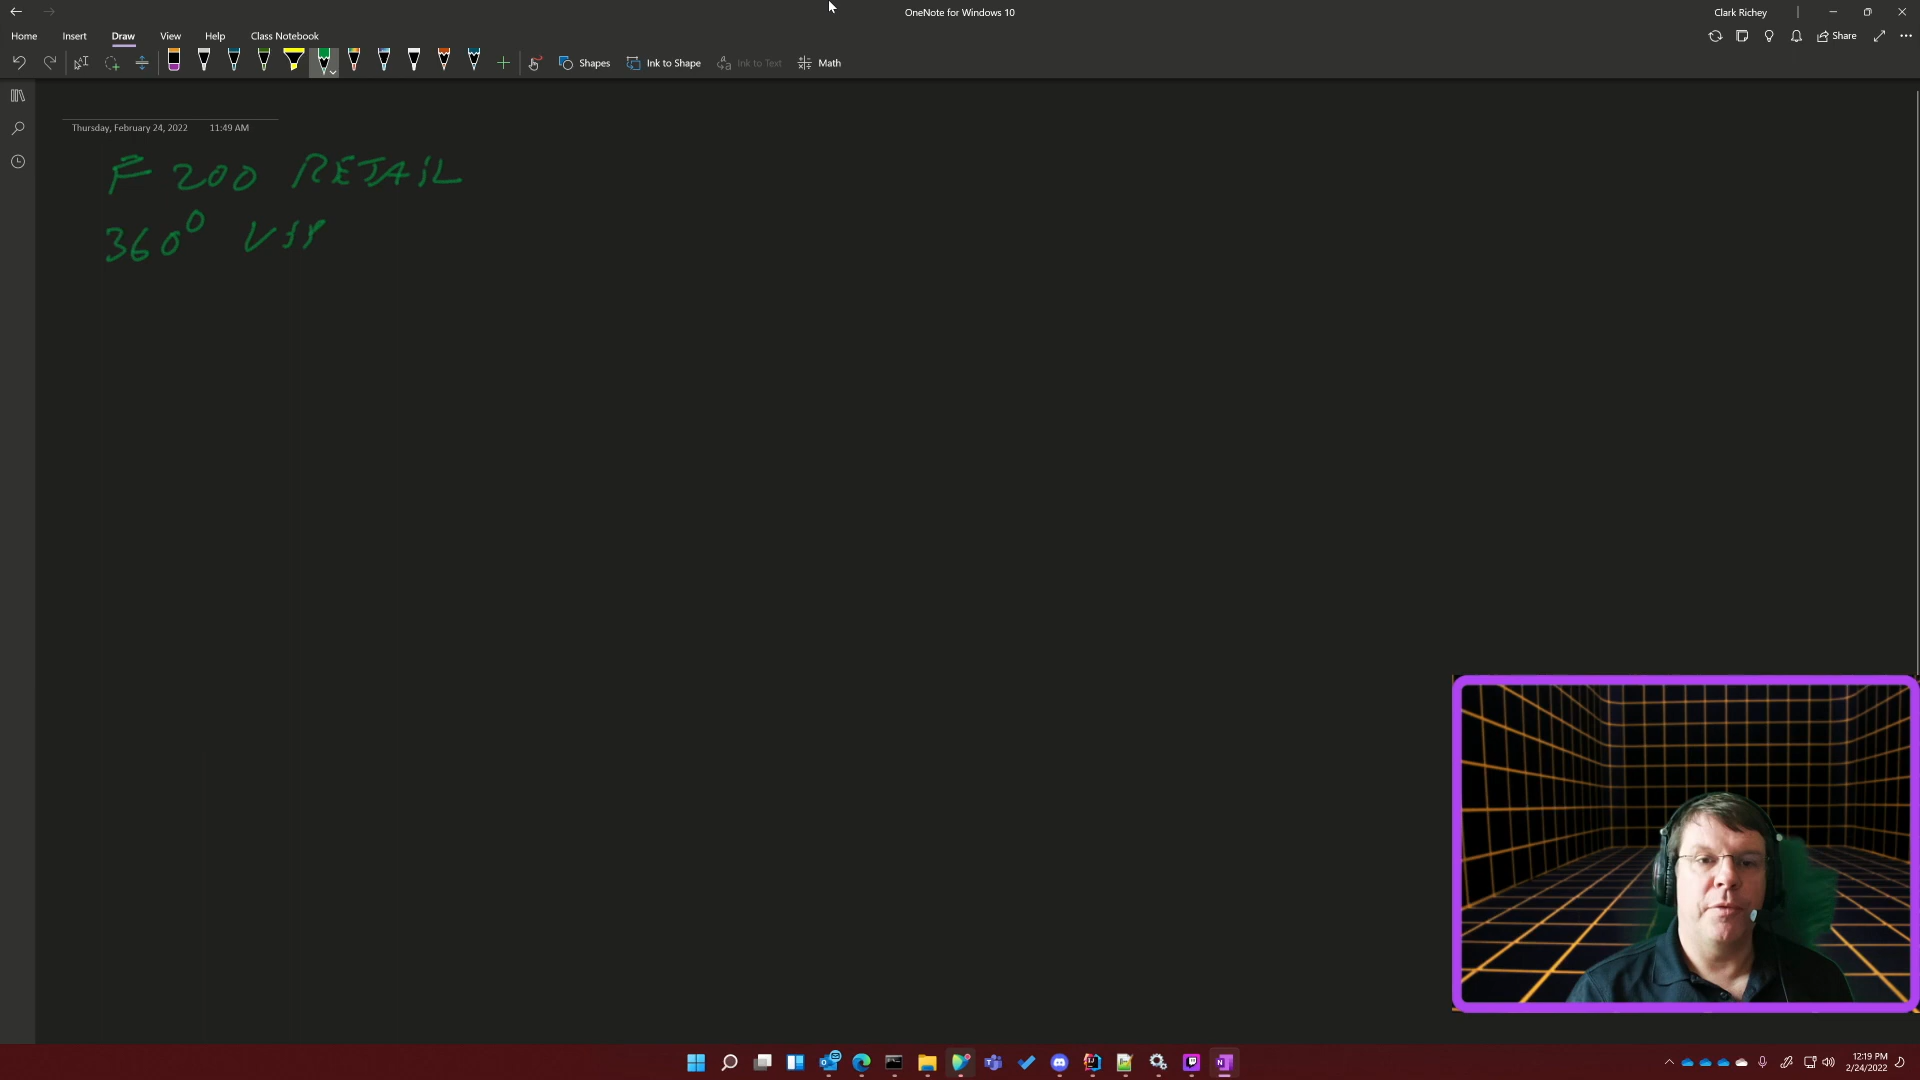 OneNote for Windows 10
Clark Richey
Home Insert Draw View Help Class Notebook
Share
Shapes Ink to Shape Ink to Text Math
Thursday, February 24, 2022 11:49 AM
F 200 RETAIL
360°
12:19 PM
2/24/2022